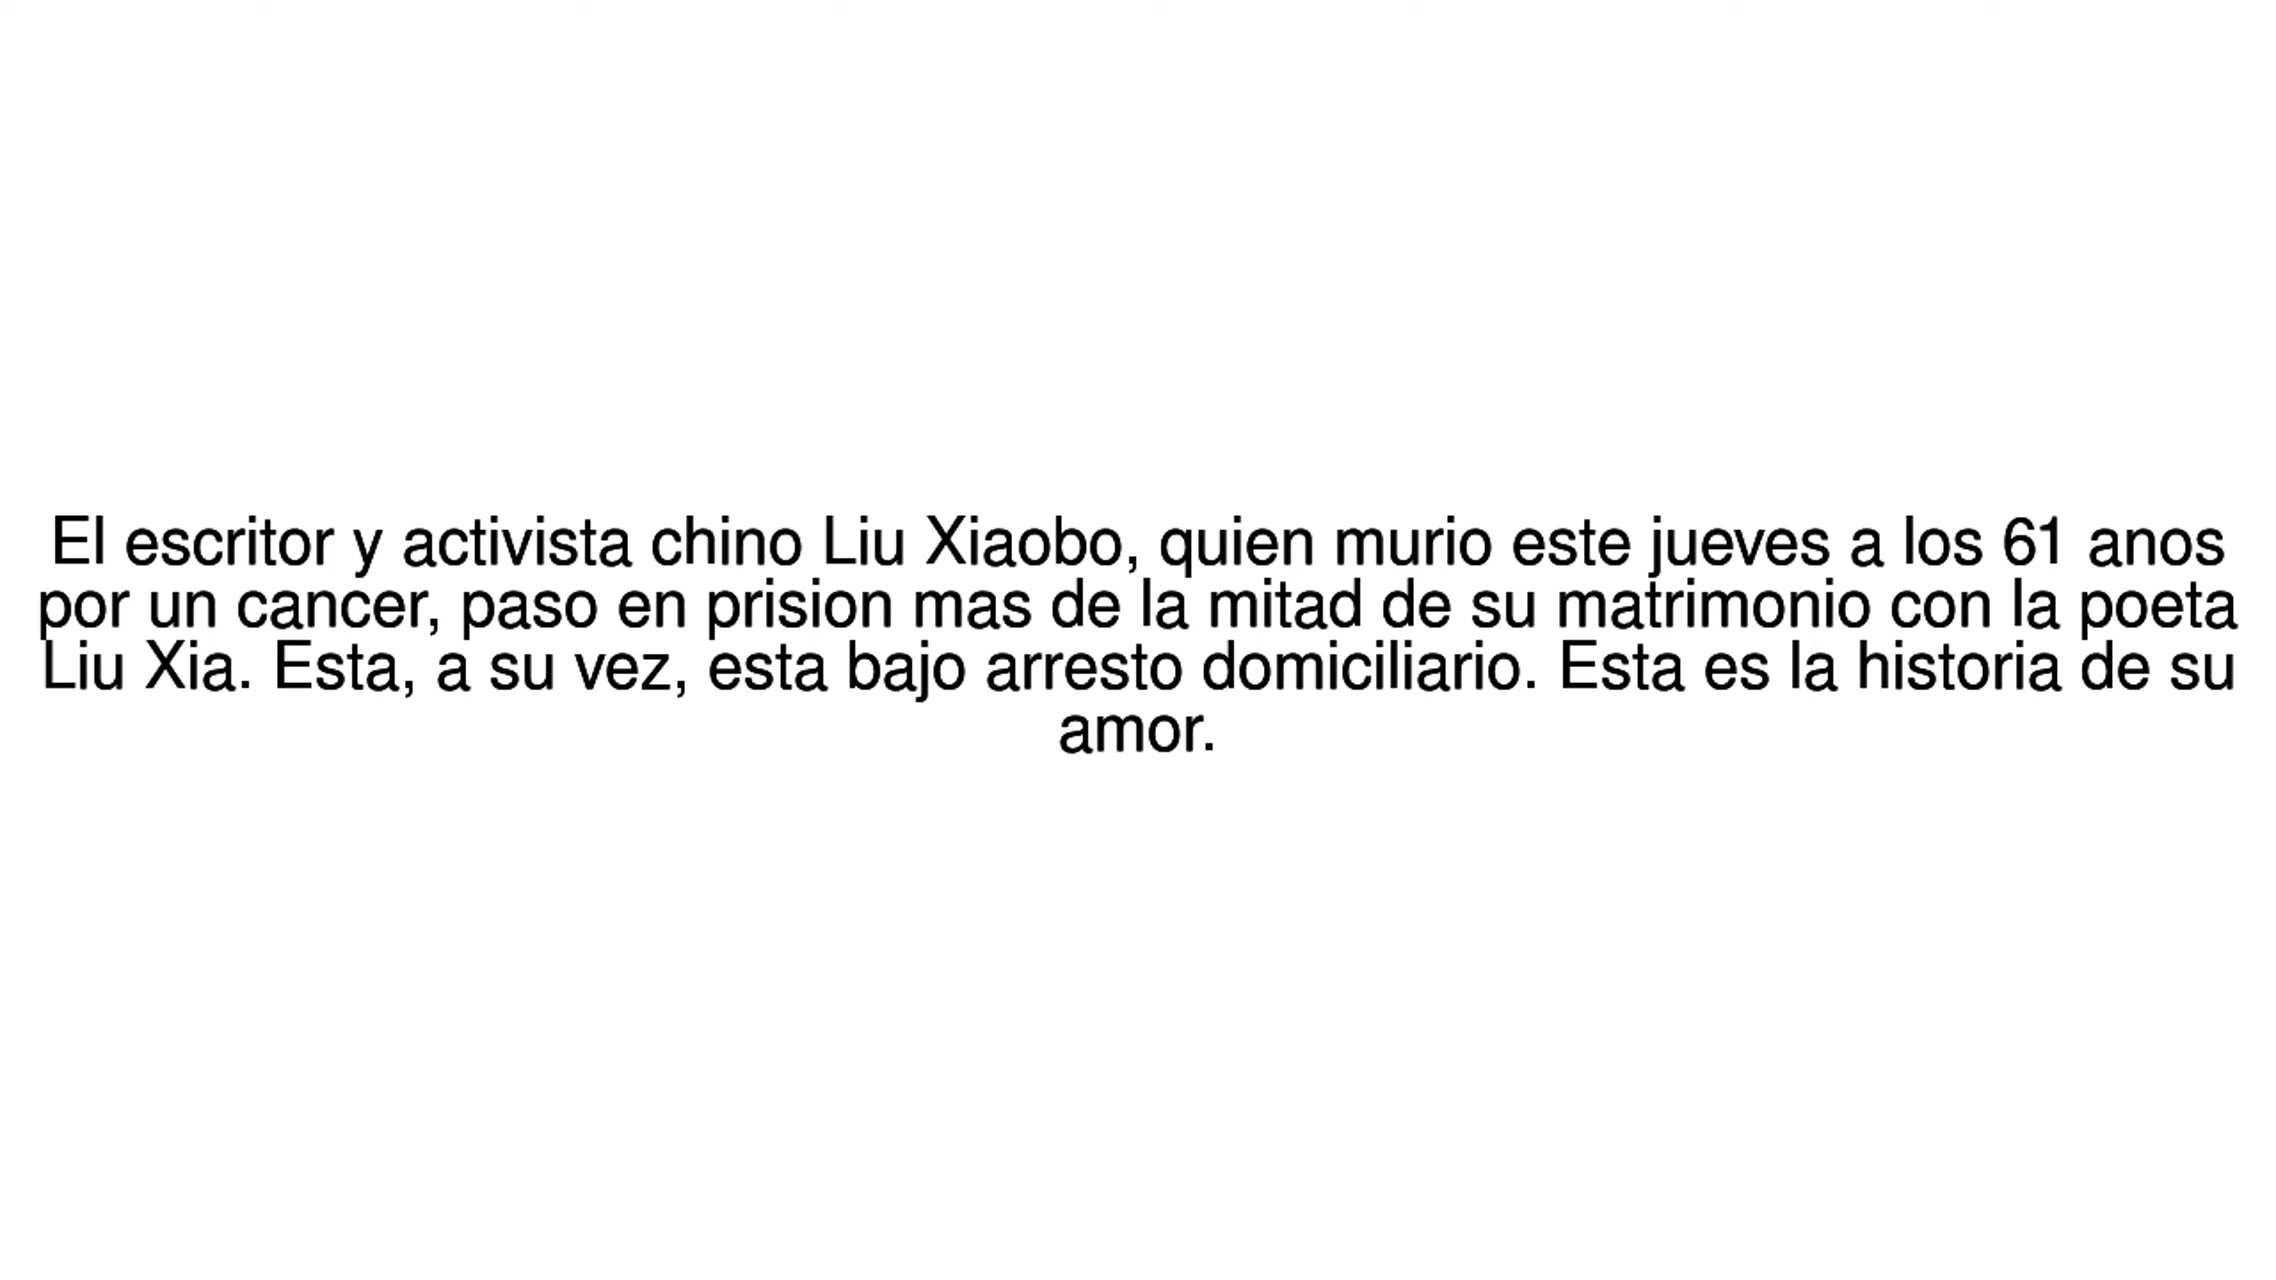 El escritor y activista chino Liu Xiaobo, quien murio este jueves a los 61 anos
por un cancer, paso en prision mas de la mitad de su matrimonio con la poeta
Liu Xia. Esta, a su vez, esta bajo arresto domiciliario. Esta es la historia de su
amor.